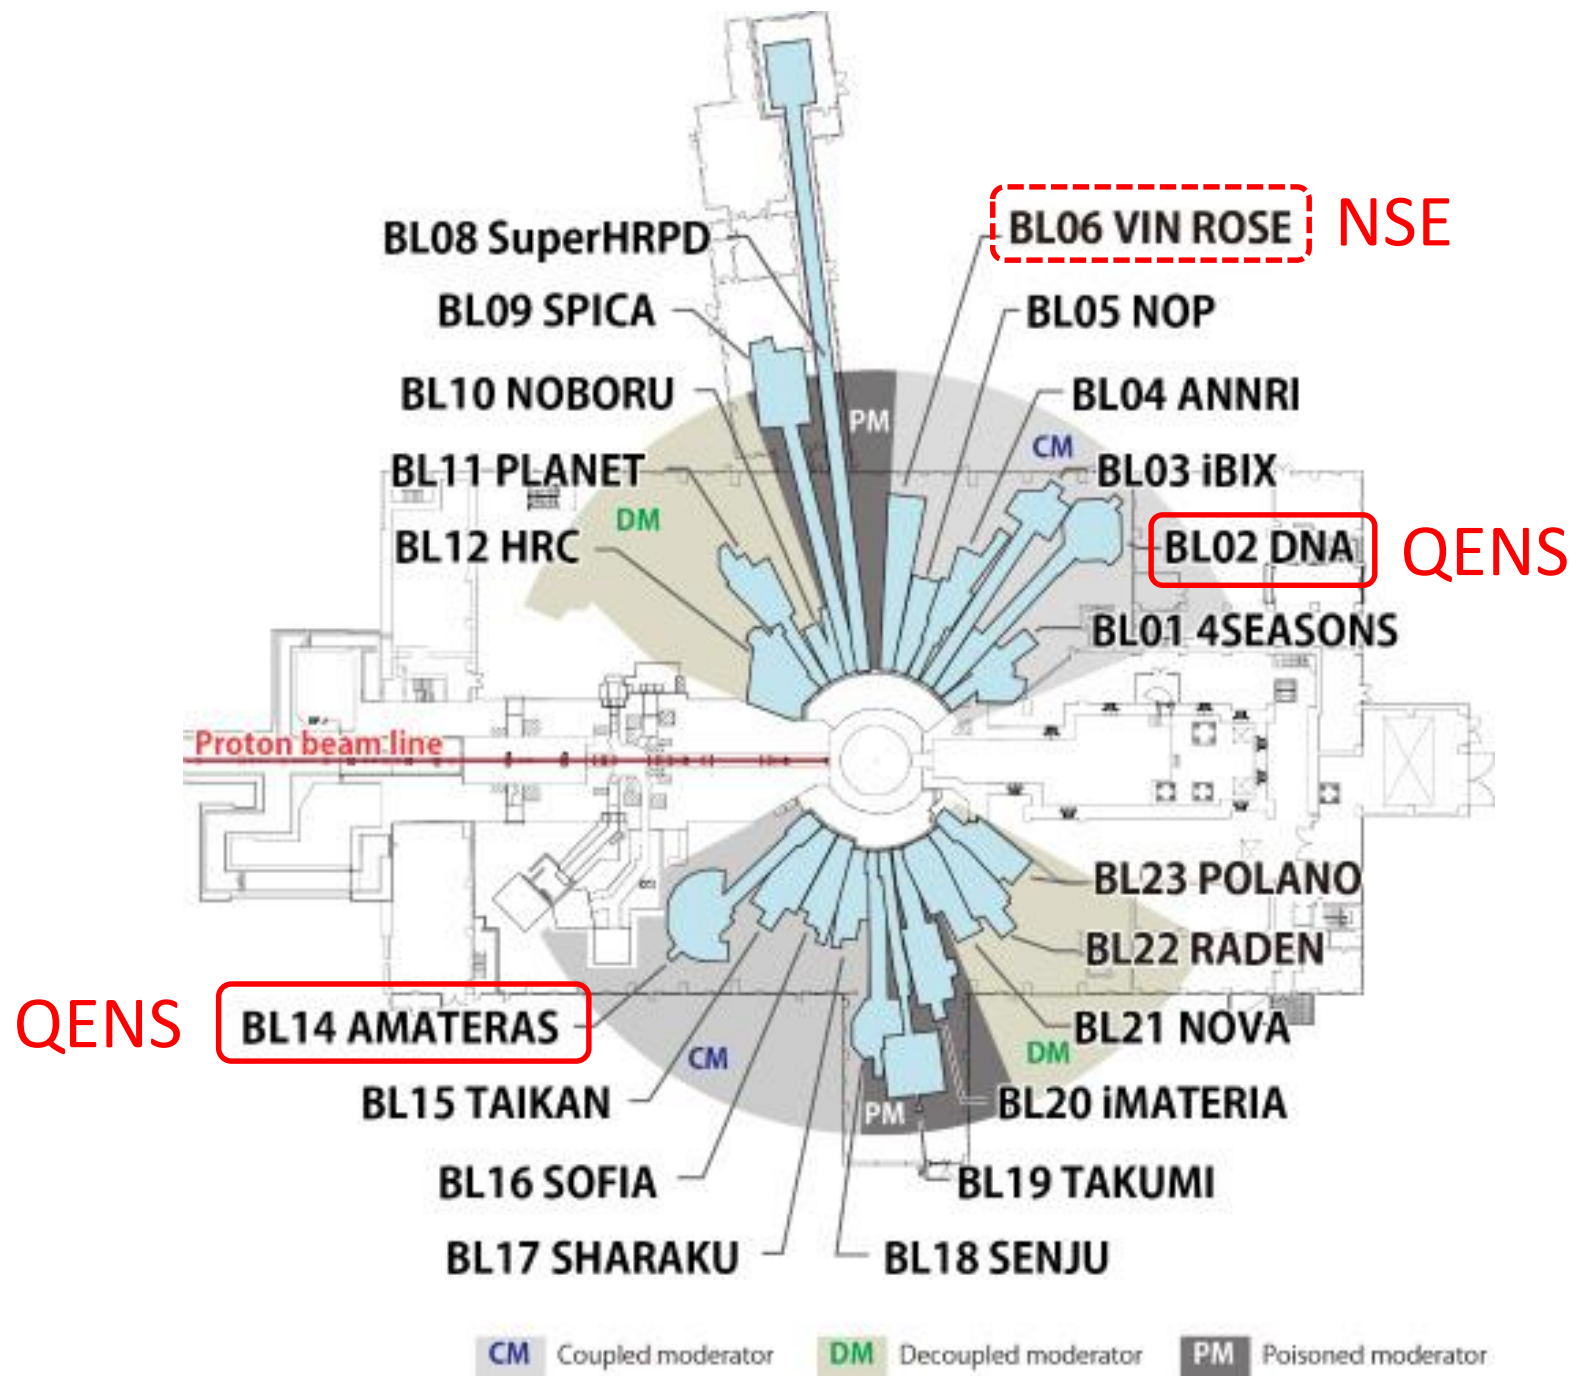 BL06 VIN ROSE NSE
BL08 SuperHRPD
BL09 SPICA
BL05 NOP
BL10 NOBORU
BL04 ANNRI
PM
CM
BL11 PLANET
BL03 iBIX
DM
BL12 HRC
BL02 DNA QENS
BL01 4SEASONS
Proton beam line
BL23 POLANO
BL22 RADEN
QENS BL14 AMATERAS
BL21 NOVA
CM
DM
BL15 TAIKAN
PM
BL20 iMATERIA
BL16 SOFIA
BL19 TAKUMI
BL17 SHARAKU
BL18 SENJU
CM Coupled moderator
DM Decoupled moderator
PM Poisoned moderator